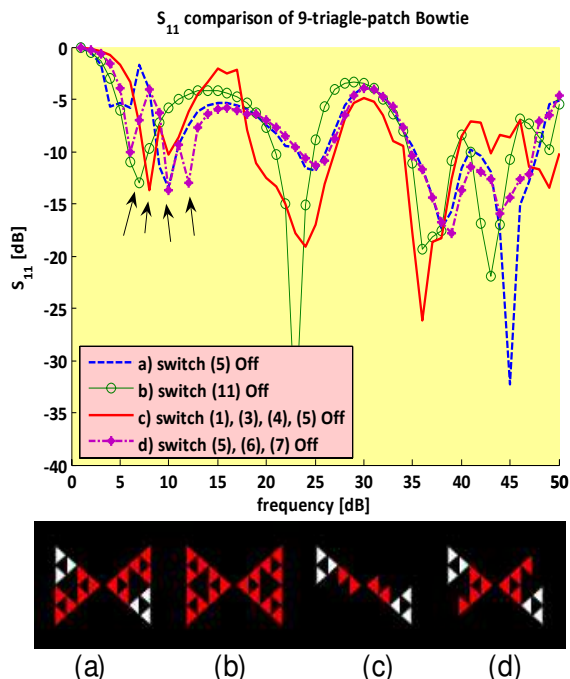 S11 comparison of 9-triagle-patch Bowtie
0
-5
-10
-15
-20
-25
-30
-35
-40
S11 [dB]
a) switch (5) Off
b) switch (11) Off
c) switch (1), (3), (4), (5) Off
d) switch (5), (6), (7) Off
0 5 10 15 20 25 30 35 40 45 50
frequency [dB]
(a) (b) (c) (d)